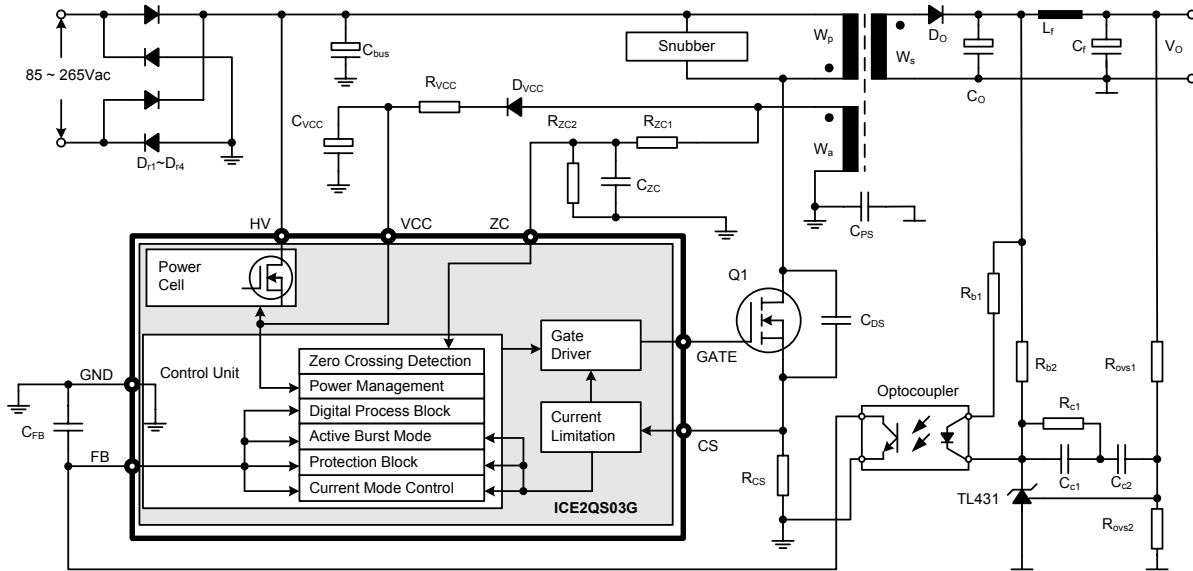 85 ~ 265Vac
Dr1~Dr4
Cbus
Snubber
Wp
Ws
DO
CO
Lf
Cf
VO
RVCC
DVCC
CVCC
RZC2
RZC1
CZC
Wa
CPS
HV
VCC
ZC
Power
Cell
Q1
CDS
Rb1
Gate
Driver
GATE
Control Unit
Zero Crossing Detection
Power Management
Digital Process Block
Active Burst Mode
Protection Block
Current Mode Control
Current
Limitation
CS
GND
CFB
FB
ICE2QS03G
RCS
Optocoupler
Rb2
Rovs1
Rc1
Cc1
Cc2
TL431
Rovs2